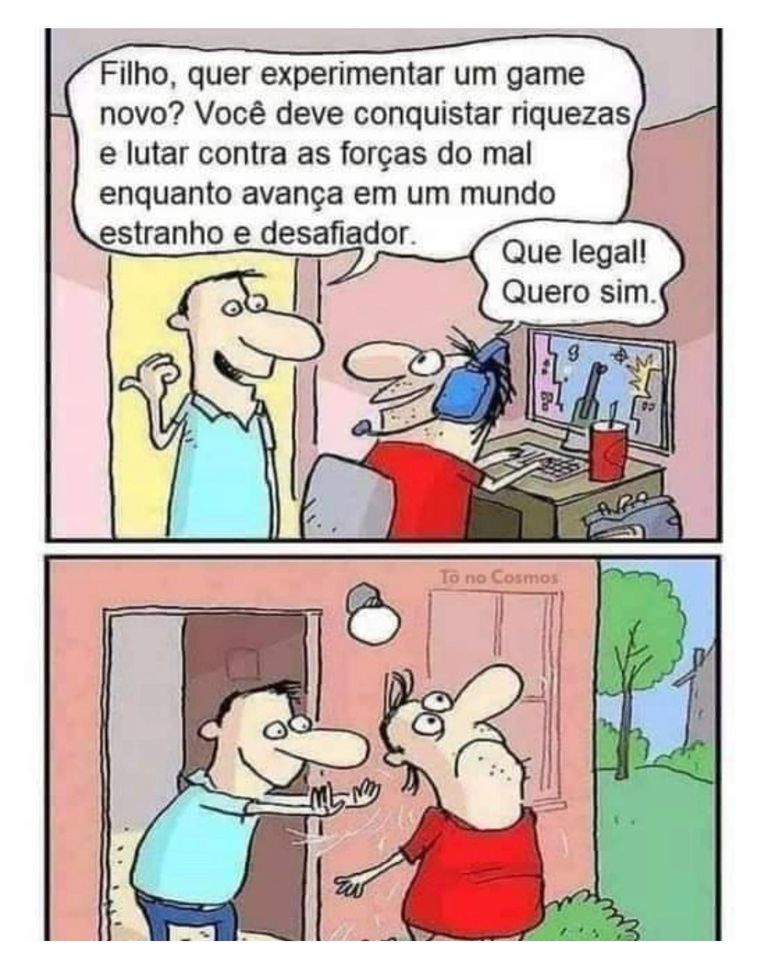 Filho, quer experimentar um game
novo? Você deve conquistar riquezas
e lutar contra as forças do mal
enquanto avança em um mundo
estranho e desafiador.
Que legal!
Quero sim.
Tô no Cosmos